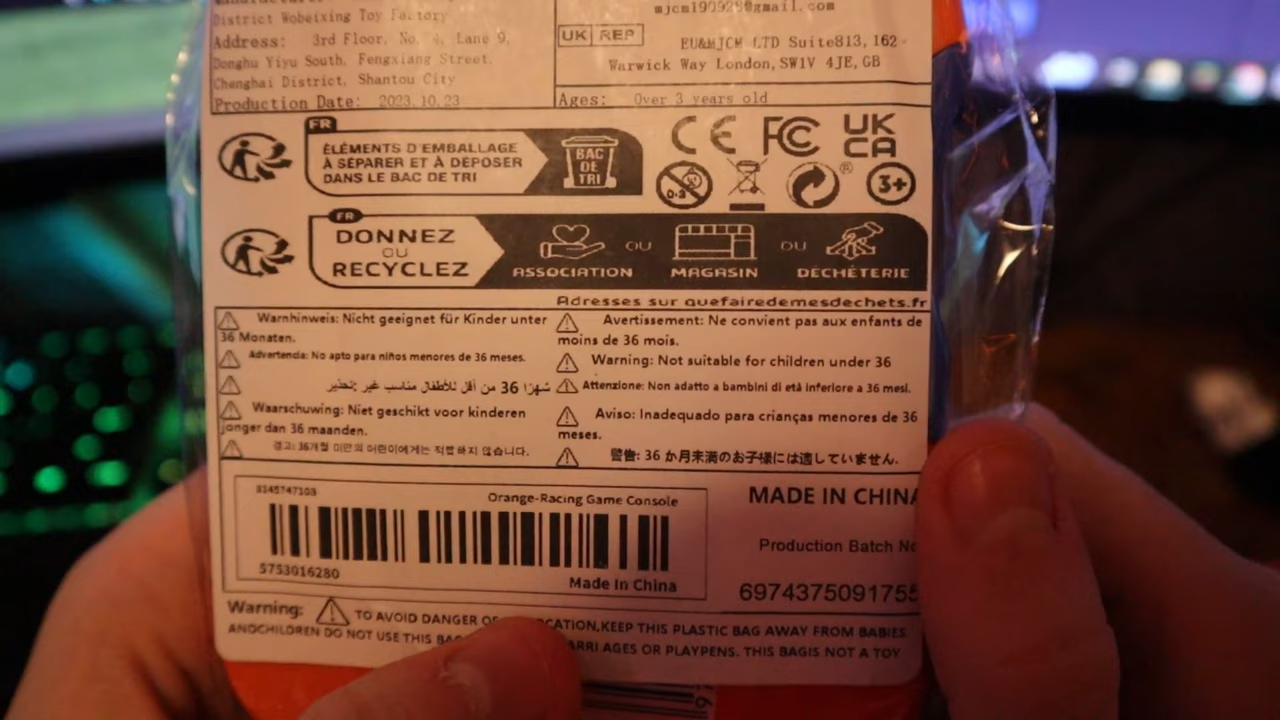 District Wobeixing Toy Factory
Address: 3rd Floor, No. 4, Lane 9,
Donghu Yiyu South, Fengxiang Street,
Chenghai District, Shantou City
Production Date: 2023.10.23
mjcm190928@gmail.com
UK REP
EU&MJCM LTD Suite813, 162
Warwick Way London, SW1V 4JE, GB
Ages: Over 3 years old
FR
ÉLÉMENTS D'EMBALLAGE
À SÉPARER ET À DÉPOSER
DANS LE BAC DE TRI
BAC
DE
TRI
CE FC UK
CA
0-3
®
3+
FR
DONNEZ
OU
RECYCLEZ
ASSOCIATION
OU
MAGASIN
OU
DÉCHÈTERIE
Adresses sur quefairedemesdechets.fr
Warnhinweis: Nicht geeignet für Kinder unter
36 Monaten.
Advertencia: No apto para niños menores de 36 meses.
شهرًا 36 من أقل للأطفال مناسب غير :تحذير
Waarschuwing: Niet geschikt voor kinderen
jonger dan 36 maanden.
경고: 36개월 미만의 어린이에게는 적합하지 않습니다.
Avertissement: Ne convient pas aux enfants de
moins de 36 mois.
Warning: Not suitable for children under 36
Attenzione: Non adatto a bambini di età inferiore a 36 mesi.
Aviso: Inadequado para crianças menores de 36
meses.
警告: 36 か月未満のお子様には適していません.
Orange-Racing Game Console
5753016280
Made In China
MADE IN CHINA
Production Batch No
697437509175
Warning: TO AVOID DANGER OF CATION, KEEP THIS PLASTIC BAG AWAY FROM BABIES
ANDCHILDREN DO NOT USE THIS BAG ARRI AGES OR PLAYPENS. THIS BAGIS NOT A TOY